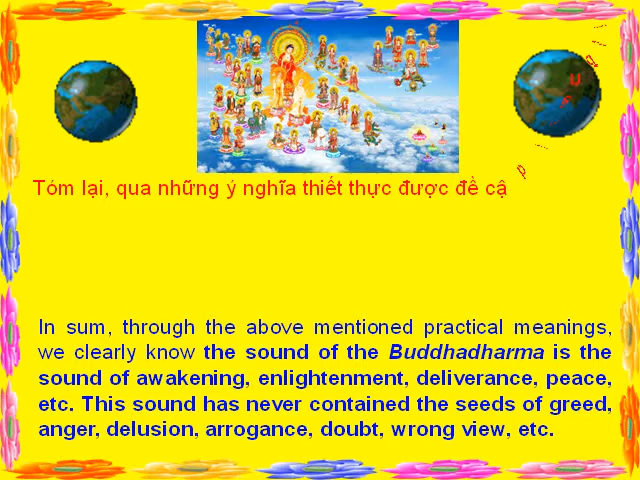 Tóm lại, qua những ý nghĩa thiết thực được đề cậ
p
In sum, through the above mentioned practical meanings,
we clearly know the sound of the Buddhadharma is the
sound of awakening, enlightenment, deliverance, peace,
etc. This sound has never contained the seeds of greed,
anger, delusion, arrogance, doubt, wrong view, etc.